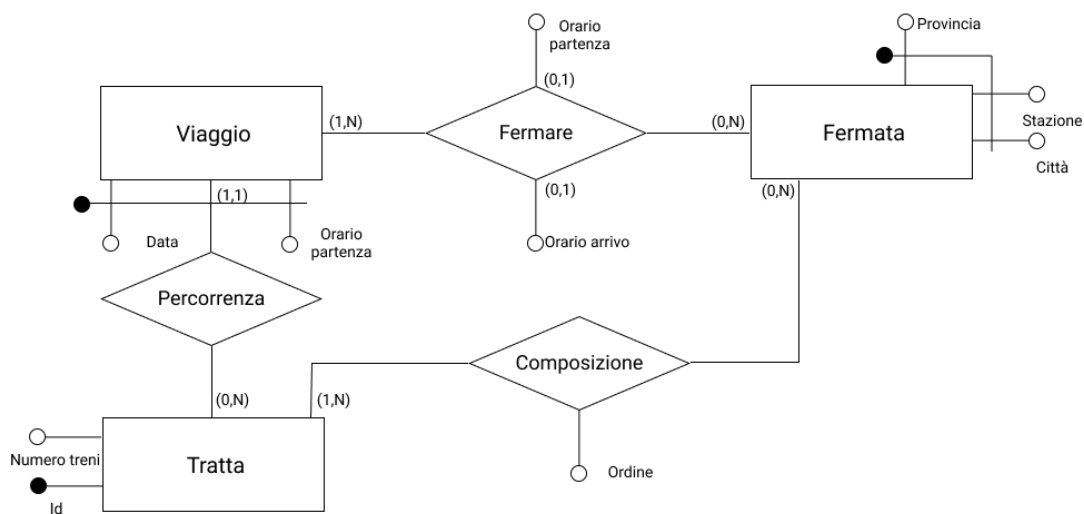 Orario
partenza
Provincia
(0,1)
Viaggio
(1,N)
Fermare
(0,N)
Fermata
Stazione
Città
(1,1)
(0,1)
(0,N)
Data
Orario
partenza
Orario arrivo
Percorrenza
Composizione
(0,N)
(1,N)
Numero treni
Tratta
Ordine
Id